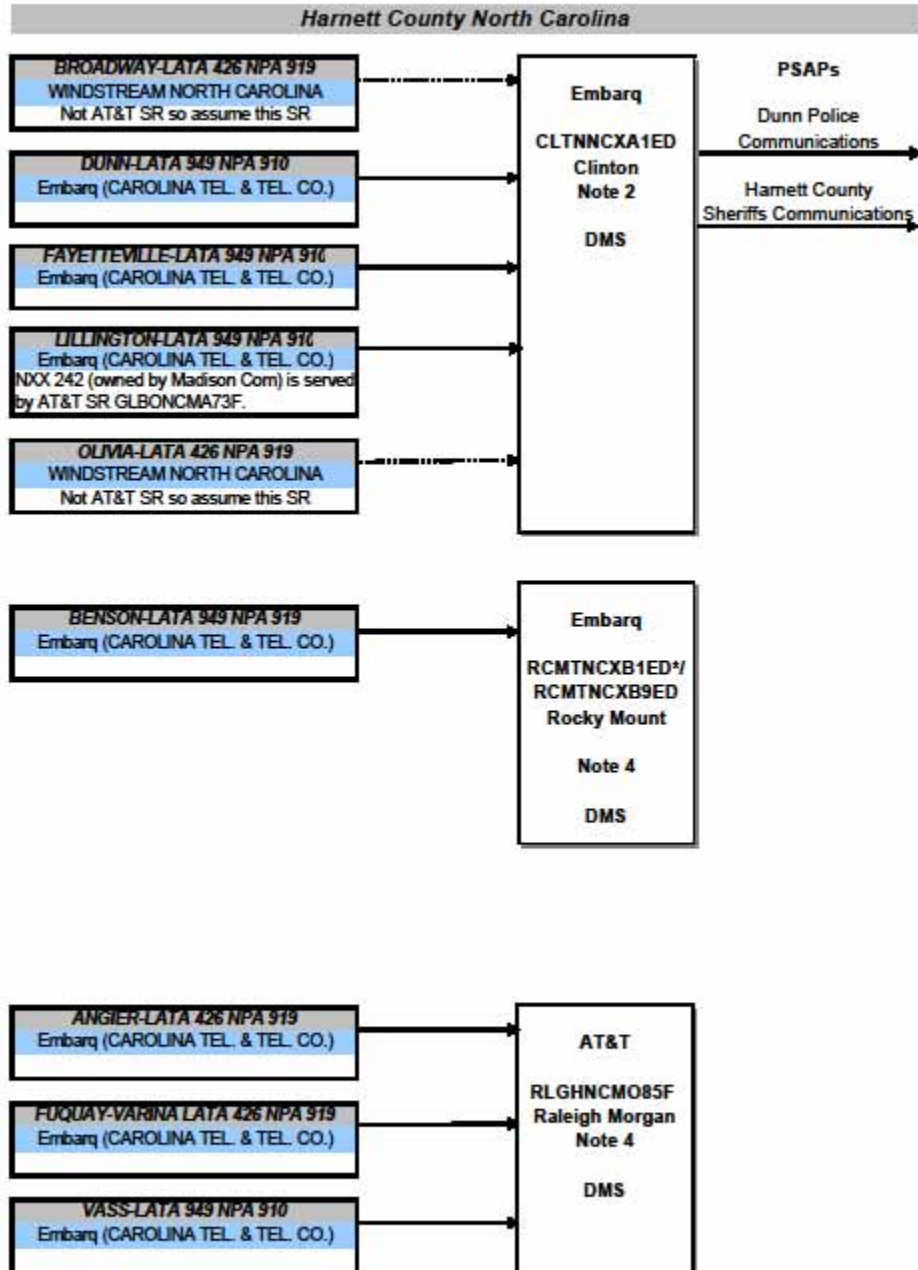 Harnett County North Carolina
BROADWAY-LATA 426 NPA 919
WINDSTREAM NORTH CAROLINA
Not AT&T SR so assume this SR
DUNN-LATA 949 NPA 910
Embarq (CAROLINA TEL. & TEL. CO.)
FAYETTEVILLE-LATA 949 NPA 910
Embarq (CAROLINA TEL. & TEL. CO.)
LILLINGTON-LATA 949 NPA 910
Embarq (CAROLINA TEL. & TEL. CO.)
NXX 242 (owned by Madison Com) is served
by AT&T SR GLBONCMA73F.
OLIVIA-LATA 426 NPA 919
WINDSTREAM NORTH CAROLINA
Not AT&T SR so assume this SR
Embarq
CLTNNCXA1ED
Clinton
Note 2
DMS
PSAPs
Dunn Police
Communications
Harnett County
Sheriffs Communications
BENSON-LATA 949 NPA 919
Embarq (CAROLINA TEL. & TEL. CO.)
Embarq
RCMTNCXB1ED*/
RCMTNCXB9ED
Rocky Mount
Note 4
DMS
ANGIER-LATA 426 NPA 919
Embarq (CAROLINA TEL. & TEL. CO.)
FUQUAY-VARINA LATA 426 NPA 919
Embarq (CAROLINA TEL. & TEL. CO.)
VASS-LATA 949 NPA 910
Embarq (CAROLINA TEL. & TEL. CO.)
AT&T
RLGHNCMO85F
Raleigh Morgan
Note 4
DMS